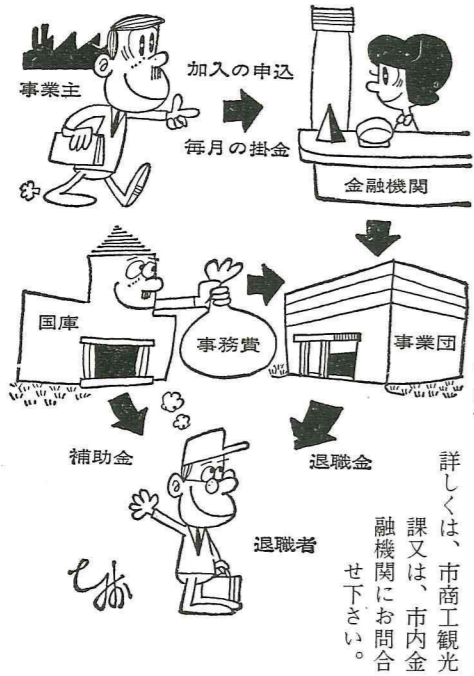 事業主
加入の申込
毎月の掛金
金融機関
国庫
事務費
事業団
補助金
退職金
退職者
詳しくは、市商工観光
課又は、市内金
融機関にお問合
せ下さい。